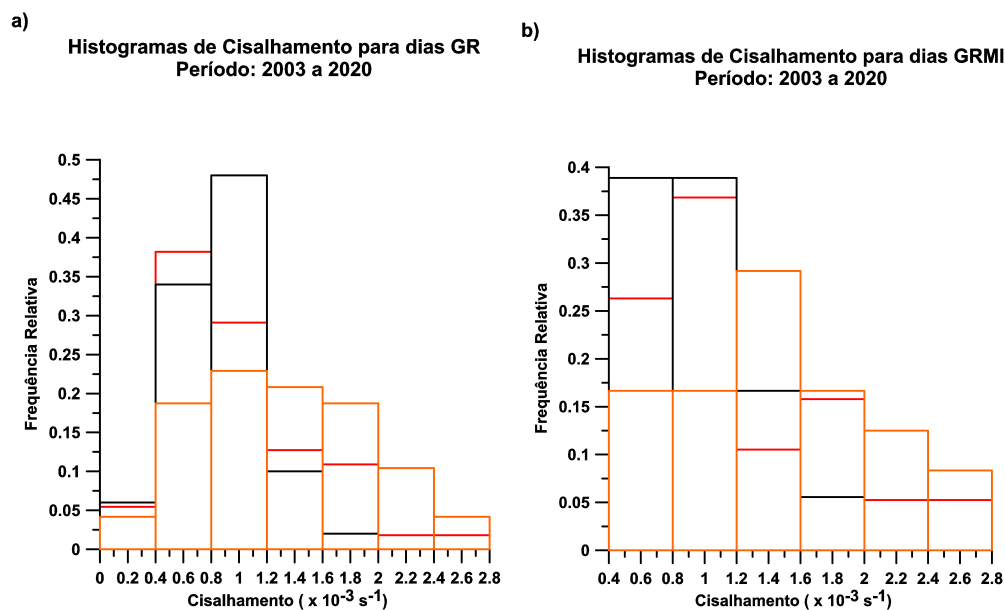 a)
Histogramas de Cisalhamento para dias GR
Período: 2003 a 2020
0.5
0.45
0.4
0.35
0.3
0.25
0.2
0.15
0.1
0.05
0
Frequência Relativa
0 0.2 0.4 0.6 0.8 1 1.2 1.4 1.6 1.8 2 2.2 2.4 2.6 2.8
Cisalhamento ( x 10-3 s-1)
b)
Histogramas de Cisalhamento para dias GRMI
Período: 2003 a 2020
0.4
0.35
0.3
0.25
0.2
0.15
0.1
0.05
0
Frequência Relativa
0.4 0.6 0.8 1 1.2 1.4 1.6 1.8 2 2.2 2.4 2.6 2.8
Cisalhamento ( x 10-3 s-1)